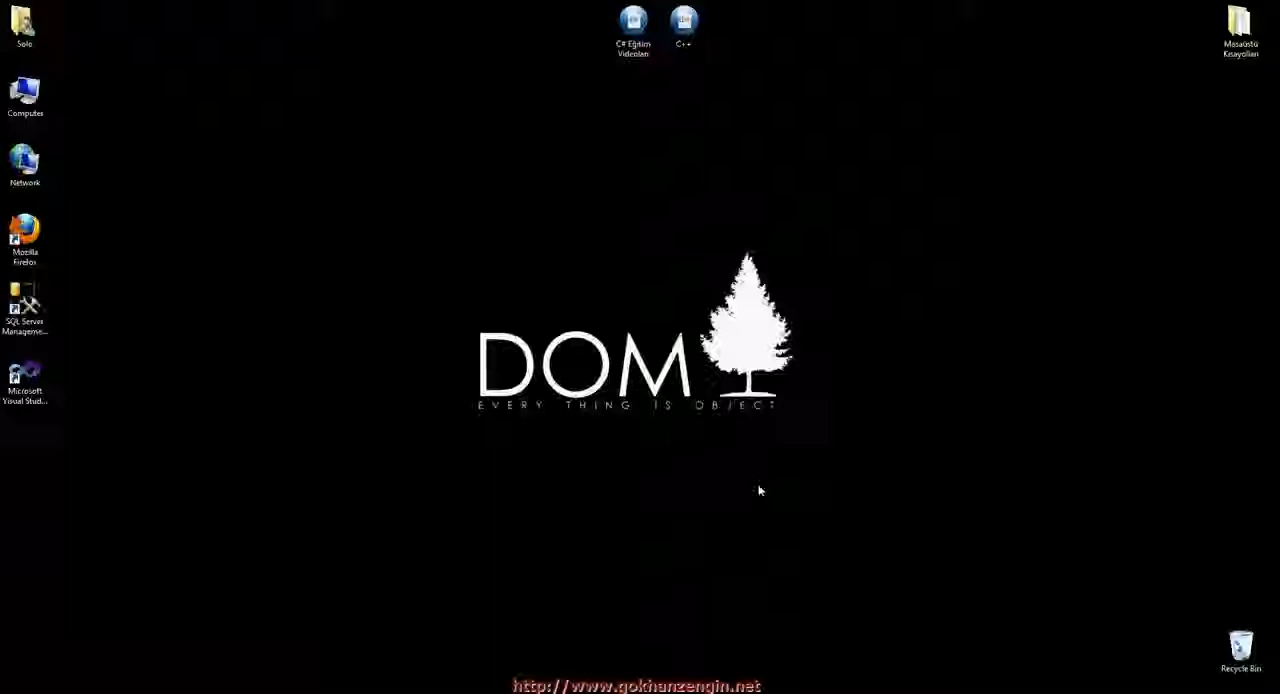 Solo
C# Eğitim
Videoları
C++
Masaüstü
Kısayolları
Computer
Network
Mozilla
Firefox
SQL Server
Manageme...
Microsoft
Visual Stud...
DOM
EVERY THING IS OBJECT
Recycle Bin
http://www.gokhanzengin.net